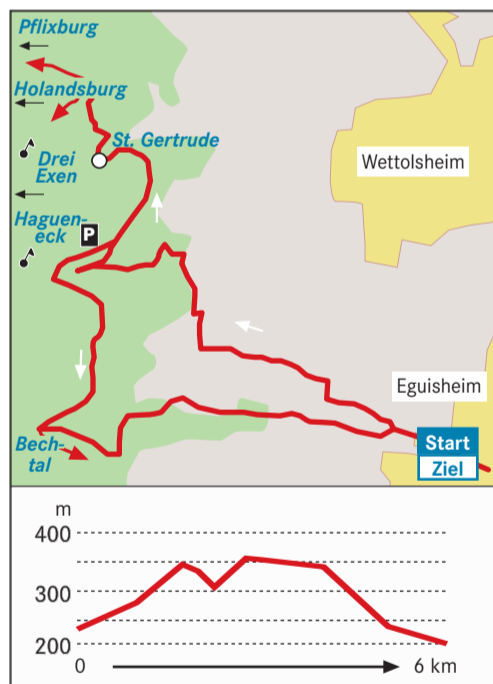 Pflixburg
Holandsburg
St. Gertrude
Drei
Exen
Wettolsheim
Haguen-
eck
P
Eguisheim
Start
Ziel
Bech-
tal
m
400
300
200
0
6 km